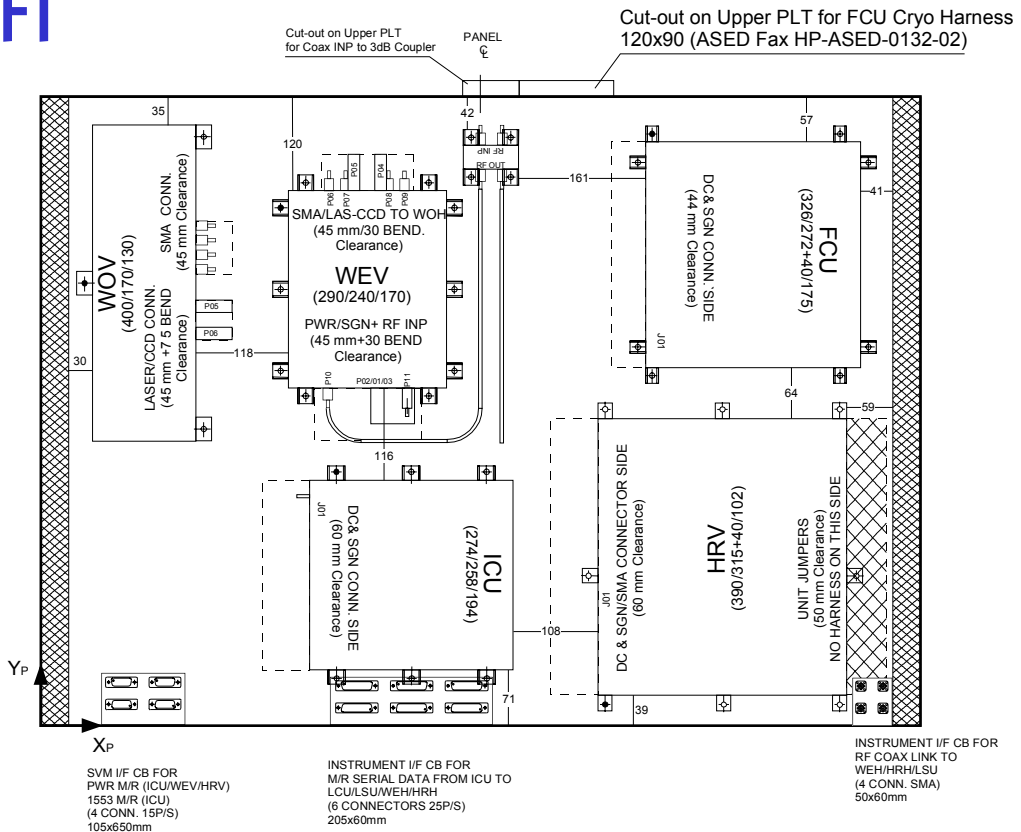 FI
Cut-out on Upper PLT for FCU Cryo Harness
120x90 (ASED Fax HP-ASED-0132-02)
Cut-out on Upper PLT
for Coax INP to 3dB Coupler
PANEL
℄
35
120
42
57
161
41
RF INP
RF OUT
WOV
(400/170/130)
SMA CONN.
(45 mm Clearance)
LASER/CCD CONN.
(45 mm +7 5 BEND
Clearance)
P05
P06
30
118
P06
P07
P05
P04
P08
P09
SMA/LAS-CCD TO WOH
(45 mm/30 BEND.
Clearance)
WEV
(290/240/170)
PWR/SGN+ RF INP
(45 mm+30 BEND
Clearance)
P10
P02/01/03
P11
116
FCU
(326/272+40/175)
DC& SGN CONN.`SIDE
(44 mm Clearance)
J01
64
59
ICU
(274/258/194)
DC& SGN CONN. SIDE
(60 mm Clearance)
J01
108
71
HRV
(390/315+40/102)
DC & SGN/SMA CONNECTOR SIDE
(60 mm Clearance)
J01
UNIT JUMPERS
(50 mm Clearance)
NO HARNESS ON THIS SIDE
39
YP
XP
SVM I/F CB FOR
PWR M/R (ICU/WEV/HRV)
1553 M/R (ICU)
(4 CONN. 15P/S)
105x650mm
INSTRUMENT I/F CB FOR
M/R SERIAL DATA FROM ICU TO
LCU/LSU/WEH/HRH
(6 CONNECTORS 25P/S)
205x60mm
INSTRUMENT I/F CB FOR
RF COAX LINK TO
WEH/HRH/LSU
(4 CONN. SMA)
50x60mm